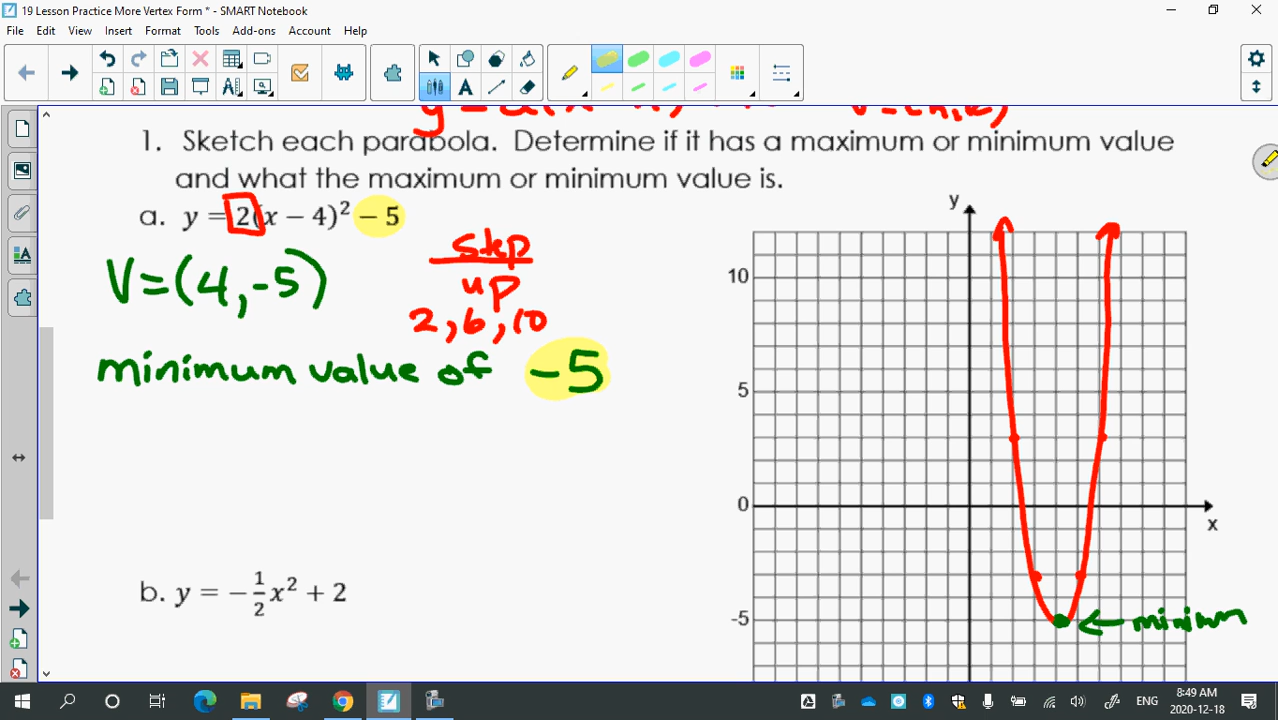 19 Lesson Practice More Vertex Form * - SMART Notebook
File Edit View Insert Format Tools Add-ons Account Help
1. Sketch each parabola. Determine if it has a maximum or minimum value
and what the maximum or minimum value is.
a. y = 2(x − 4)² − 5
V=(4,-5)
step
up
2, 6, 10
minimum value of -5
b. y = −1/2x² + 2
y
10
5
0
x
-5
minimum
ENG
8:49 AM
2020-12-18